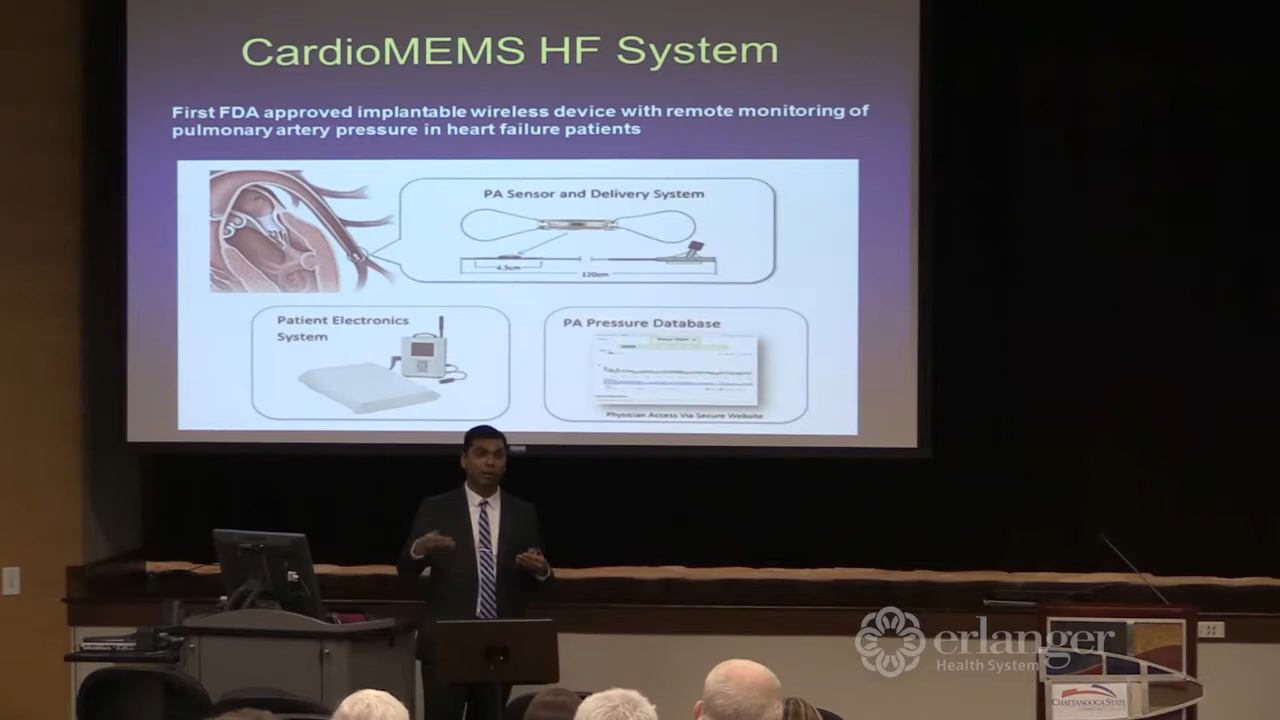 CardioMEMS HF System
First FDA approved implantable wireless device with remote monitoring of
pulmonary artery pressure in heart failure patients
PA Sensor and Delivery System
4.5cm
120cm
Patient Electronics
System
PA Pressure Database
Physician Access Via Secure Website
erlanger
Health System
CHATTANOOGA STATE